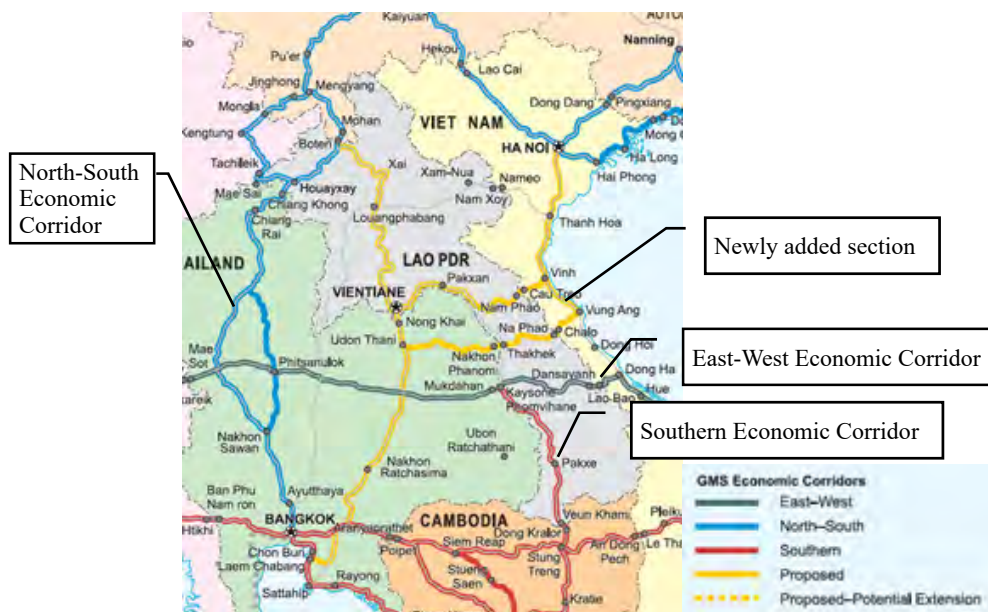 Kaiyuan
AUTO
Nanning
Hekou
Pu'er
Lao Cai
Jinghong
Mengyang
Dong Dang
Pingxiang
Mongla
Mohan
VIET NAM
Mong
Kengtung
Boten
HA NOI
Ha Long
Tachileik
Xai
Xam-Nua
Nameo
Hai Phong
North-South
Economic
Corridor
Mae Sai
Houayxay
Nam Xoy
Chiang Khong
Louangphabang
Thanh Hoa
Chiang
Rai
Newly added section
AILAND
LAO PDR
Vinh
Pakxan
Cau Treo
VIENTIANE
Nam Phao
Vung Ang
Nong Khai
Na Phao
Chalo
Udon Thani
Dong Hoi
Mae
Sot
Nakhon
Phanom
Thakhek
East-West Economic Corridor
Phitsanulok
Dansavanh
Dong Ha
Mukdahan
Kaysone
Phomvihane
Lao-Bao
Hue
Southern Economic Corridor
Nakhon
Sawan
Ubon
Ratchathani
Pakxe
Nakhon
Ratchasima
GMS Economic Corridors
East–West
Ban Phu
Nam ron
Ayutthaya
North–South
BANGKOK
Aranyaprathet
CAMBODIA
Veun Kham
Pleiku
Southern
Htikhi
Dong Kralor
Chon Buri
Poipet
Siem Reap
Stung
Treng
Laem Chabang
Stueng
Saen
Proposed
Rayong
Sattahip
Kratie
Proposed–Potential Extension